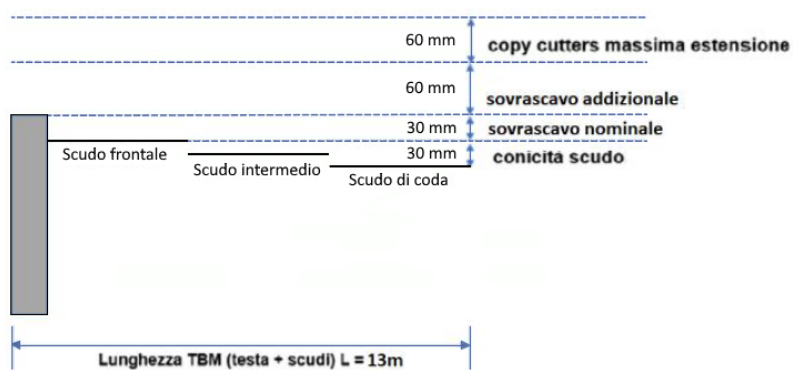 60 mm
copy cutters massima estensione
60 mm
sovrascavo addizionale
30 mm
sovrascavo nominale
30 mm
conicità scudo
Scudo frontale
Scudo intermedio
Scudo di coda
Lunghezza TBM (testa + scudi) L = 13m